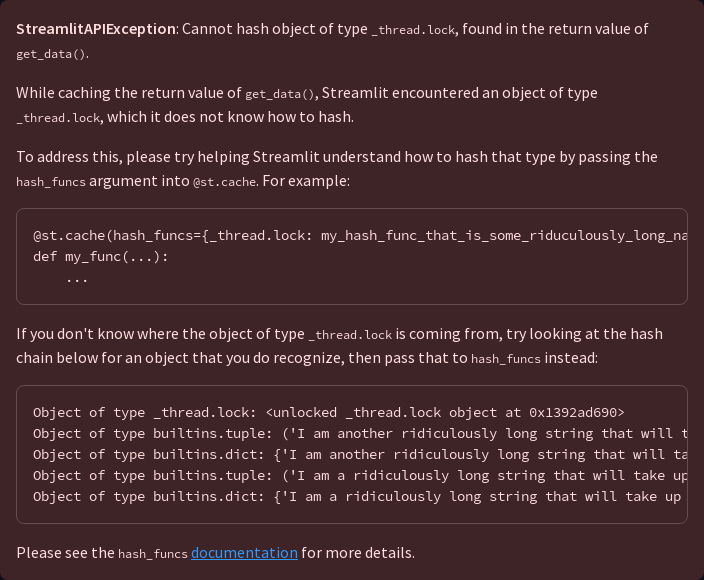 StreamlitAPIException: Cannot hash object of type _thread.lock, found in the return value of
get_data().
While caching the return value of get_data(), Streamlit encountered an object of type
_thread.lock, which it does not know how to hash.
To address this, please try helping Streamlit understand how to hash that type by passing the
hash_funcs argument into @st.cache. For example:
@st.cache(hash_funcs={_thread.lock: my_hash_func_that_is_some_riduculously_long_na
def my_func(...):
    ...
If you don't know where the object of type _thread.lock is coming from, try looking at the hash
chain below for an object that you do recognize, then pass that to hash_funcs instead:
Object of type _thread.lock: <unlocked _thread.lock object at 0x1392ad690>
Object of type builtins.tuple: ('I am another ridiculously long string that will t
Object of type builtins.dict: {'I am another ridiculously long string that will ta
Object of type builtins.tuple: ('I am a ridiculously long string that will take up
Object of type builtins.dict: {'I am a ridiculously long string that will take up
Please see the hash_funcs documentation for more details.